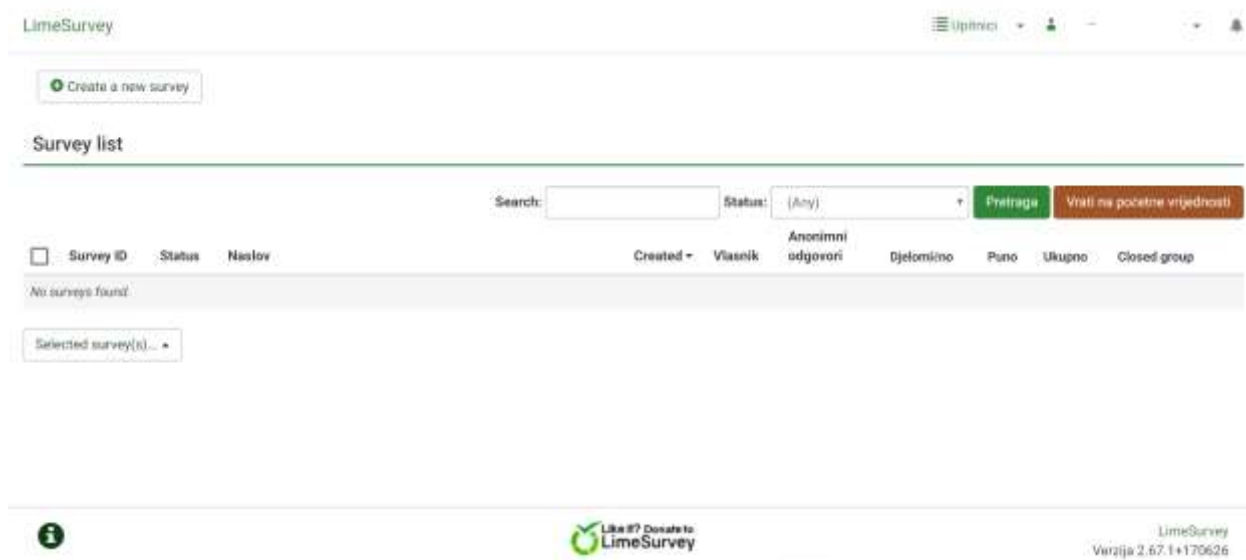 LimeSurvey Upitnici
Create a new survey
Survey list
Search: Status: (Any) Pretraga Vrati na početne vrijednosti
Survey ID Status Naslov Created Vlasnik Anonimni odgovori Djelomično Puno Ukupno Closed group
No surveys found.
Selected survey(s)...
Like it? Donate to
LimeSurvey
LimeSurvey
Verzija 2.67.1+170626